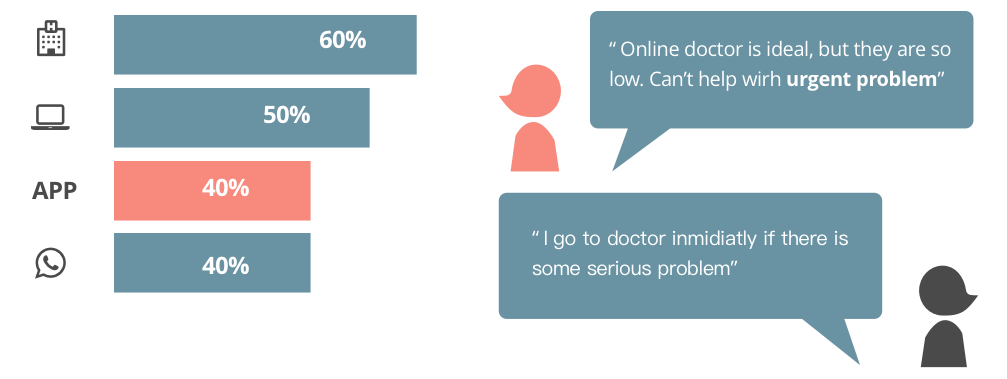 H
60%
50%
APP
40%
40%
“ Online doctor is ideal, but they are so
low. Can’t help wirh urgent problem”
“ I go to doctor inmidiatly if there is
some serious problem”